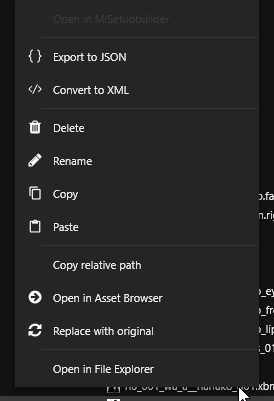 Open in MlSetupbuilder
Export to JSON
Convert to XML
Delete
Rename
Copy
Paste
Copy relative path
Open in Asset Browser
Replace with original
Open in File Explorer